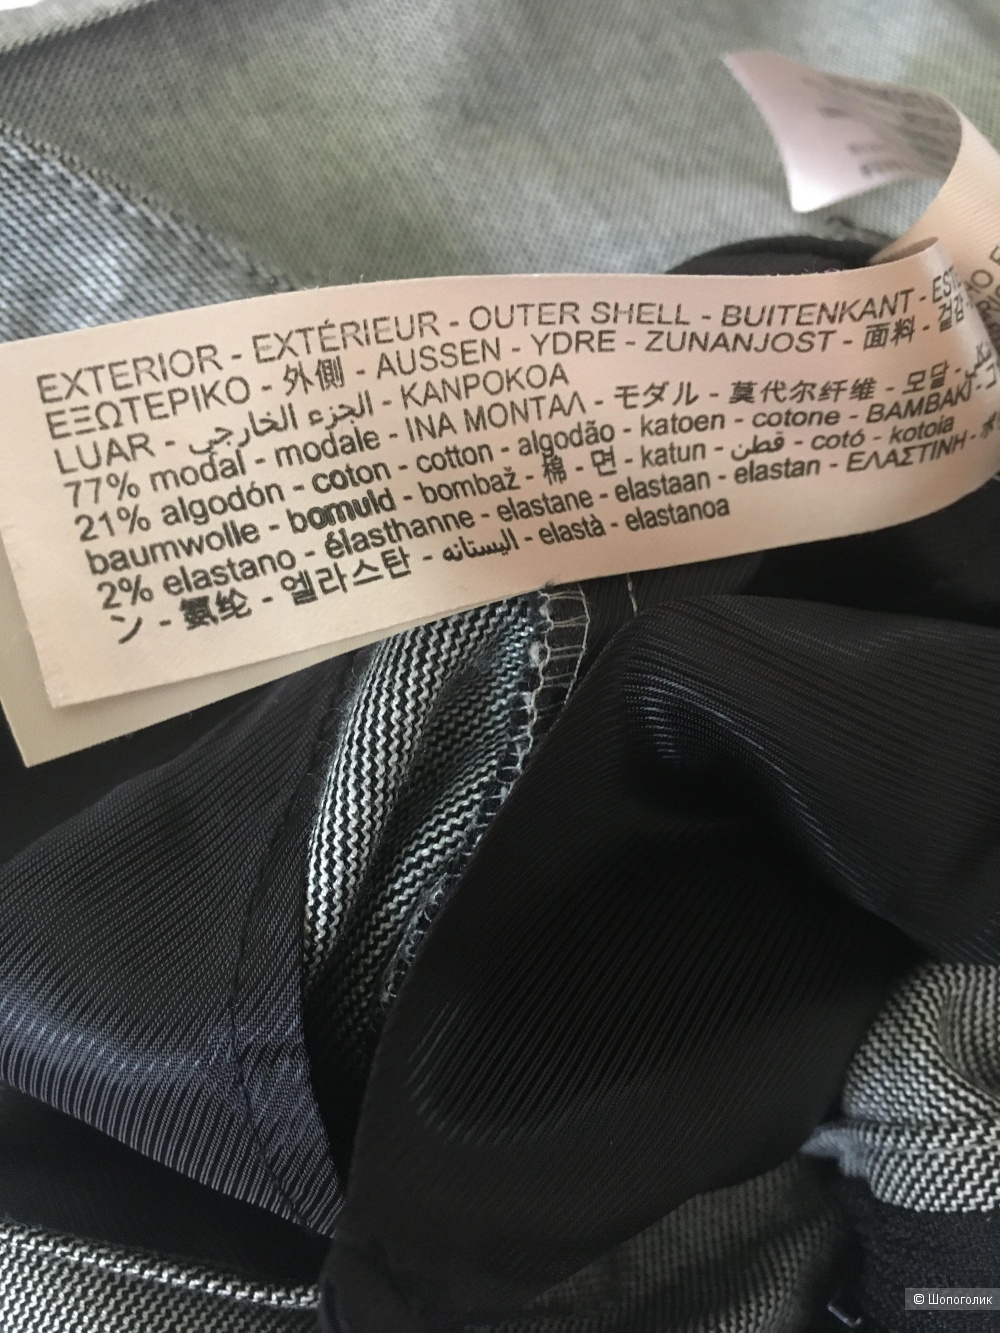 EXTERIOR - EXTÉRIEUR - OUTER SHELL - BUITENKANT -
ΕΞΩΤΕΡΙΚΟ - 外側 - AUSSEN - YDRE - ZUNANJOST - 面料 -
LUAR - الجزء الخارجي - KANPOKOA
77% modal - modale - ΙΝΑ ΜΟΝΤΑΛ - モダル - 莫代尔纤维 - 모달 -
21% algodón - coton - cotton - algodão - katoen - cotone - ΒΑΜΒΑΚΙ
baumwolle - bomuld - bombaž - 棉 - 면 - katun - قطن - cotó - kotoia
2% elastano - élasthanne - elastane - elastaan - elastan - ΕΛΑΣΤΙΝΗ -
ン - 氨纶 - 엘라스탄 - اليستانه - elastà - elastanoa
© Шопоголик